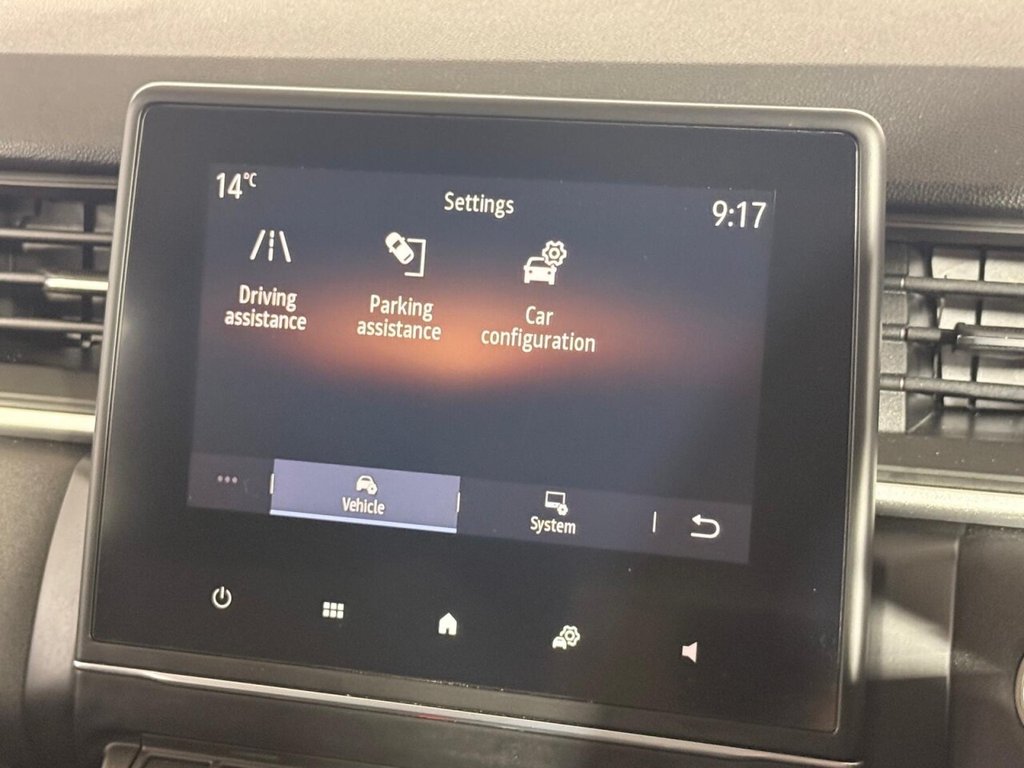 14°C
Settings
9:17
Driving
assistance
Parking
assistance
Car
configuration
Vehicle
System